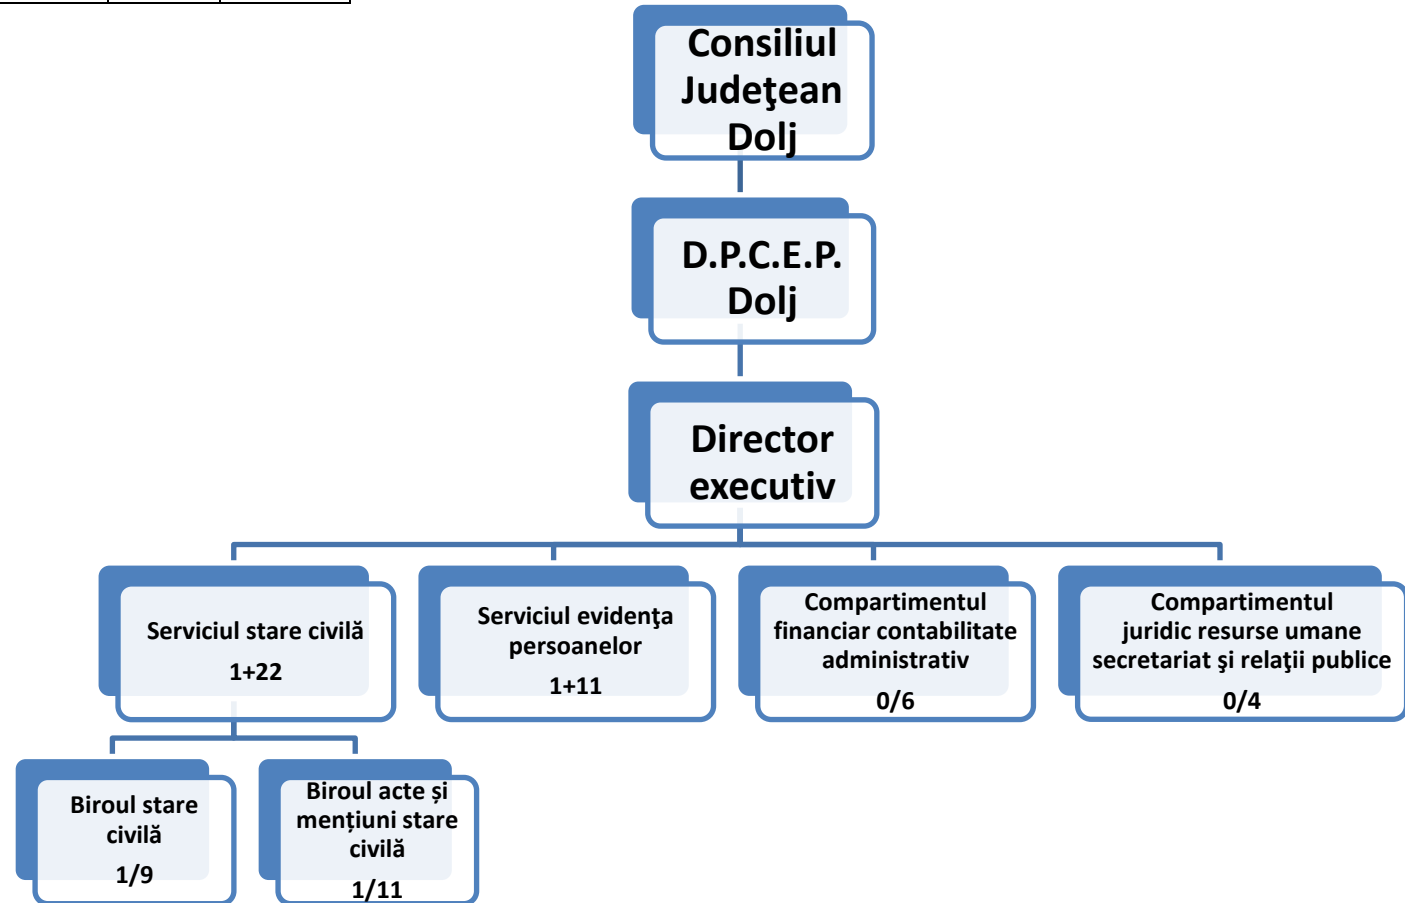 Consiliul
Judeţean
Dolj
D.P.C.E.P.
Dolj
Director
executiv
Serviciul stare civilă
1+22
Serviciul evidenţa
persoanelor
1+11
Compartimentul
financiar contabilitate
administrativ
0/6
Compartimentul
juridic resurse umane
secretariat şi relaţii publice
0/4
Biroul stare
civilă
1/9
Biroul acte și
mențiuni stare
civilă
1/11